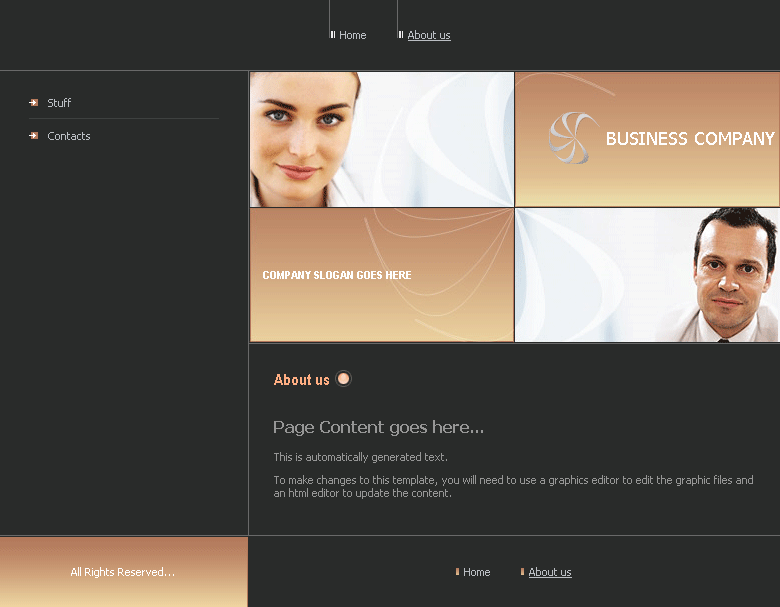 Home
About us
Stuff
Contacts
BUSINESS COMPANY
COMPANY SLOGAN GOES HERE
About us
Page Content goes here...
This is automatically generated text.
To make changes to this template, you will need to use a graphics editor to edit the graphic files and
an html editor to update the content.
All Rights Reserved...
Home
About us